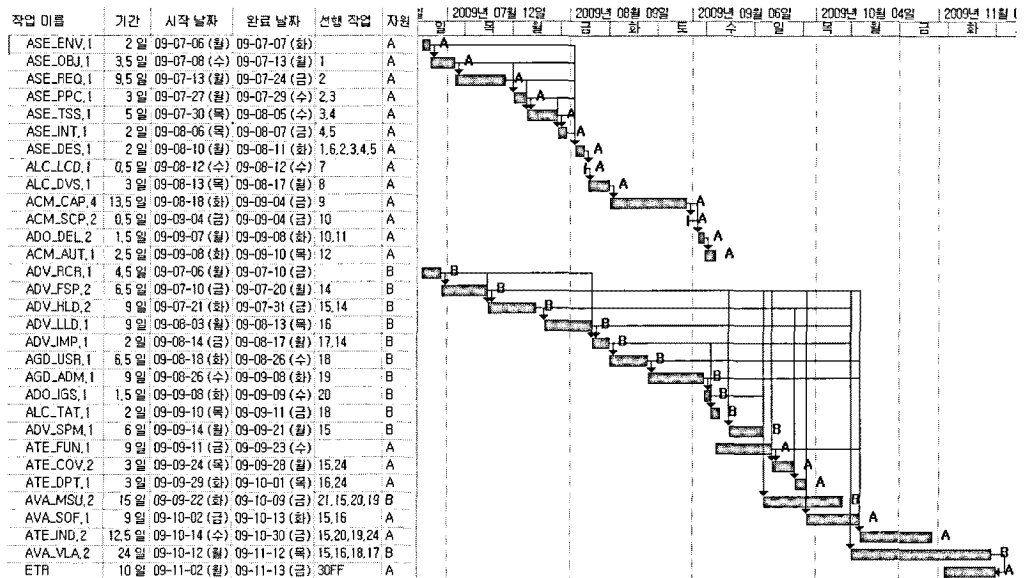 작업 이름 기간 시작 날짜 완료 날짜 선행 작업 자원 2009년 07월 12일 2009년 08월 09일 2009년 09월 06일 2009년 10월 04일 2009년 11월 0
일 목 월 금 화 토 수 일 목 월 금 화
ASE_ENV.1 2 일 09-07-06 (월) 09-07-07 (화) A A
ASE_OBJ.1 3.5 일 09-07-08 (수) 09-07-13 (월) 1 A A
ASE_REQ.1 9.5 일 09-07-13 (월) 09-07-24 (금) 2 A A
ASE_PPC.1 3 일 09-07-27 (월) 09-07-29 (수) 2,3 A A
ASE_TSS.1 5 일 09-07-30 (목) 09-08-05 (수) 3,4 A A
ASE_INT.1 2 일 09-08-06 (목) 09-08-07 (금) 4,5 A A
ASE_DES.1 2 일 09-08-10 (월) 09-08-11 (화) 1,6,2,3,4,5 A A
ALC_LCD.1 0.5 일 09-08-12 (수) 09-08-12 (수) 7 A A
ALC_DVS.1 3 일 09-08-13 (목) 09-08-17 (월) 8 A A
ACM_CAP.4 13.5 일 09-08-18 (화) 09-09-04 (금) 9 A A
ACM_SCP.2 0.5 일 09-09-04 (금) 09-09-04 (금) 10 A A
ADO_DEL.2 1.5 일 09-09-07 (월) 09-09-08 (화) 10,11 A A
ACM_AUT.1 2.5 일 09-09-08 (화) 09-09-10 (목) 12 A A
ADV_RCR.1 4.5 일 09-07-06 (월) 09-07-10 (금) B B
ADV_FSP.2 6.5 일 09-07-10 (금) 09-07-20 (월) 14 B B
ADV_HLD.2 9 일 09-07-21 (화) 09-07-31 (금) 15,14 B B
ADV_LLD.1 9 일 09-08-03 (월) 09-08-13 (목) 16 B B
ADV_IMP.1 2 일 09-08-14 (금) 09-08-17 (월) 17,14 B B
AGD_USR.1 6.5 일 09-08-18 (화) 09-08-26 (수) 18 B B
AGD_ADM.1 9 일 09-08-26 (수) 09-09-08 (화) 19 B B
ADO_IGS.1 1.5 일 09-09-08 (화) 09-09-09 (수) 20 B B
ALC_TAT.1 2 일 09-09-10 (목) 09-09-11 (금) 18 B B
ADV_SPM.1 6 일 09-09-14 (월) 09-09-21 (월) 15 B B
ATE_FUN.1 9 일 09-09-11 (금) 09-09-23 (수) A A
ATE_COV.2 3 일 09-09-24 (목) 09-09-28 (월) 15,24 A A
ATE_DPT.1 3 일 09-09-29 (화) 09-10-01 (목) 16,24 A A
AVA_MSU.2 15 일 09-09-22 (화) 09-10-09 (금) 21,15,20,19 B B
AVA_SOF.1 9 일 09-10-02 (금) 09-10-13 (화) 15,16 A A
ATE_IND.2 12.5 일 09-10-14 (수) 09-10-30 (금) 15,20,19,24 A A
AVA_VLA.2 24 일 09-10-12 (월) 09-11-12 (목) 15,16,18,17 B B
ETR 10 일 09-11-02 (월) 09-11-13 (금) 30FF A A